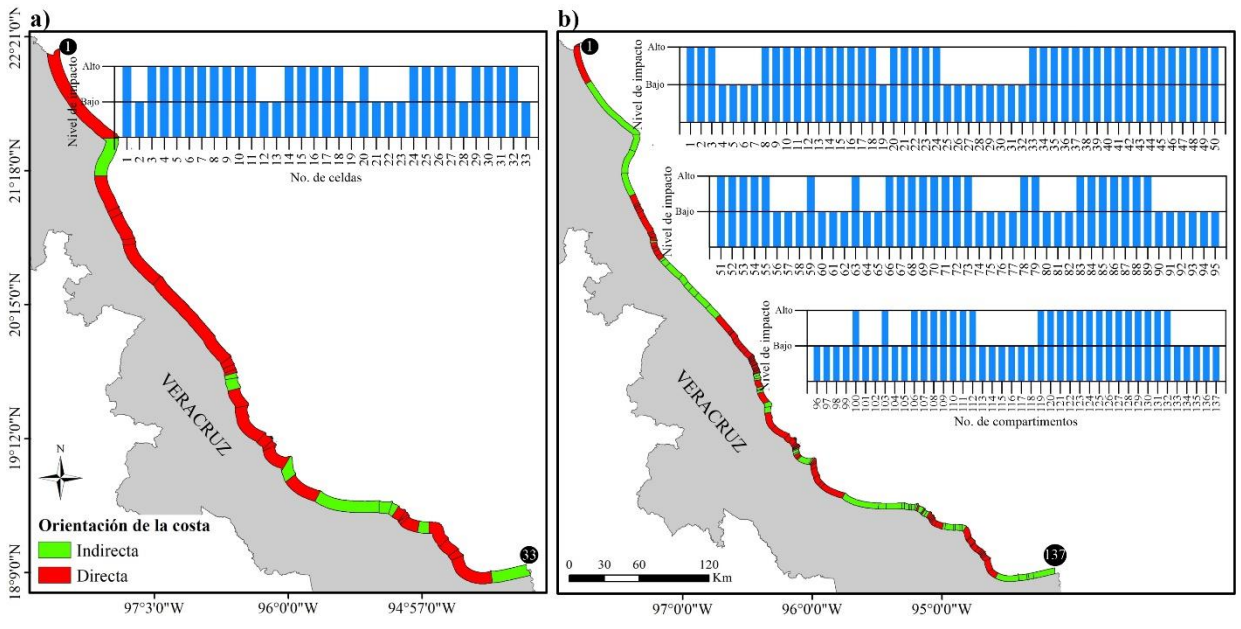 a)
22°21'0"N
21°18'0"N
20°15'0"N
19°12'0"N
18°9'0"N
1
Nivel de impacto
Alto
Bajo
1 2 3 4 5 6 7 8 9 10 11 12 13 14 15 16 17 18 19 20 21 22 23 24 25 26 27 28 29 30 31 32 33
No. de celdas
VERACRUZ
N
Orientación de la costa
Indirecta
Directa
33
97°30'0"W 96°0'0"W 94°57'0"W
b)
1
Nivel de impacto
Alto
Bajo
1 2 3 4 5 6 7 8 9 10 11 12 13 14 15 16 17 18 19 20 21 22 23 24 25 26 27 28 29 30 31 32 33 34 35 36 37 38 39 40 41 42 43 44 45 46 47 48 49 50
Nivel de impacto
Alto
Bajo
51 52 53 54 55 56 57 58 59 60 61 62 63 64 65 66 67 68 69 70 71 72 73 74 75 76 77 78 79 80 81 82 83 84 85 86 87 88 89 90 91 92 93 94 95
Nivel de impacto
Alto
Bajo
96 97 98 99 100 101 102 103 104 105 106 107 108 109 110 111 112 113 114 115 116 117 118 119 120 121 122 123 124 125 126 127 128 129 130 131 132 133 134 135 136 137
No. de compartimentos
VERACRUZ
137
0 30 60 120
Km
97°0'0"W 96°0'0"W 95°0'0"W